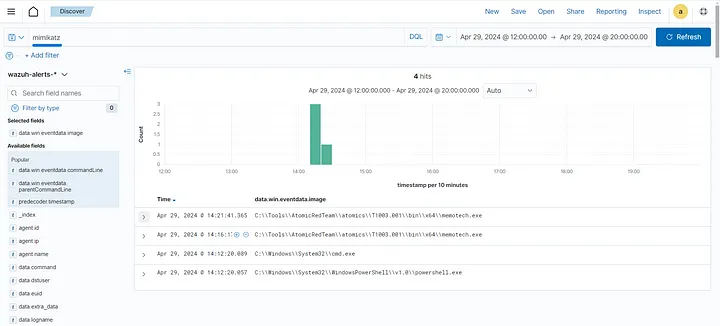 Discover
New Save Open Share Reporting Inspect a
mimikatz DQL Apr 29, 2024 @ 12:00:00.00 → Apr 29, 2024 @ 20:00:00.00 Refresh
+ Add filter
wazuh-alerts-*
Search field names
Filter by type 0
Selected fields
data.win.eventdata.image
Available fields
Popular
data.win.eventdata.commandLine
data.win.eventdata.
parentCommandLine
predecoder.timestamp
_index
agent.id
agent.ip
agent.name
data.command
data.dstuser
data.euid
data.extra_data
data.logname
4 hits
Apr 29, 2024 @ 12:00:00.000 - Apr 29, 2024 @ 20:00:00.000 Auto
Count
3
2.5
2
1.5
1
0.5
0
12:00 13:00 14:00 15:00 16:00 17:00 18:00 19:00
timestamp per 10 minutes
Time data.win.eventdata.image
Apr 29, 2024 @ 14:21:41.365 C:\\Tools\\AtomicRedTeam\\atomics\\T1003.001\\bin\\x64\\memotech.exe
Apr 29, 2024 @ 14:16:1 C:\\Tools\\AtomicRedTeam\\atomics\\T1003.001\\bin\\x64\\memotech.exe
Apr 29, 2024 @ 14:12:20.089 C:\\Windows\\System32\\cmd.exe
Apr 29, 2024 @ 14:12:20.057 C:\\Windows\\System32\\WindowsPowerShell\\v1.0\\powershell.exe